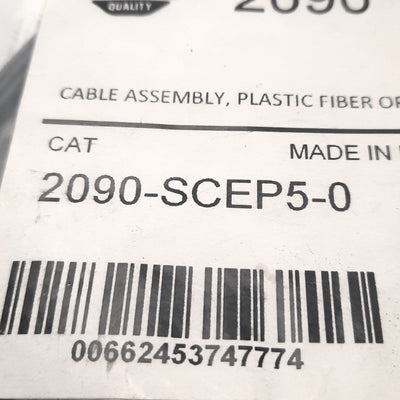 QUALITY
2090
CABLE ASSEMBLY, PLASTIC FIBER OP
CAT
MADE IN
2090-SCEP5-0
00662453747774